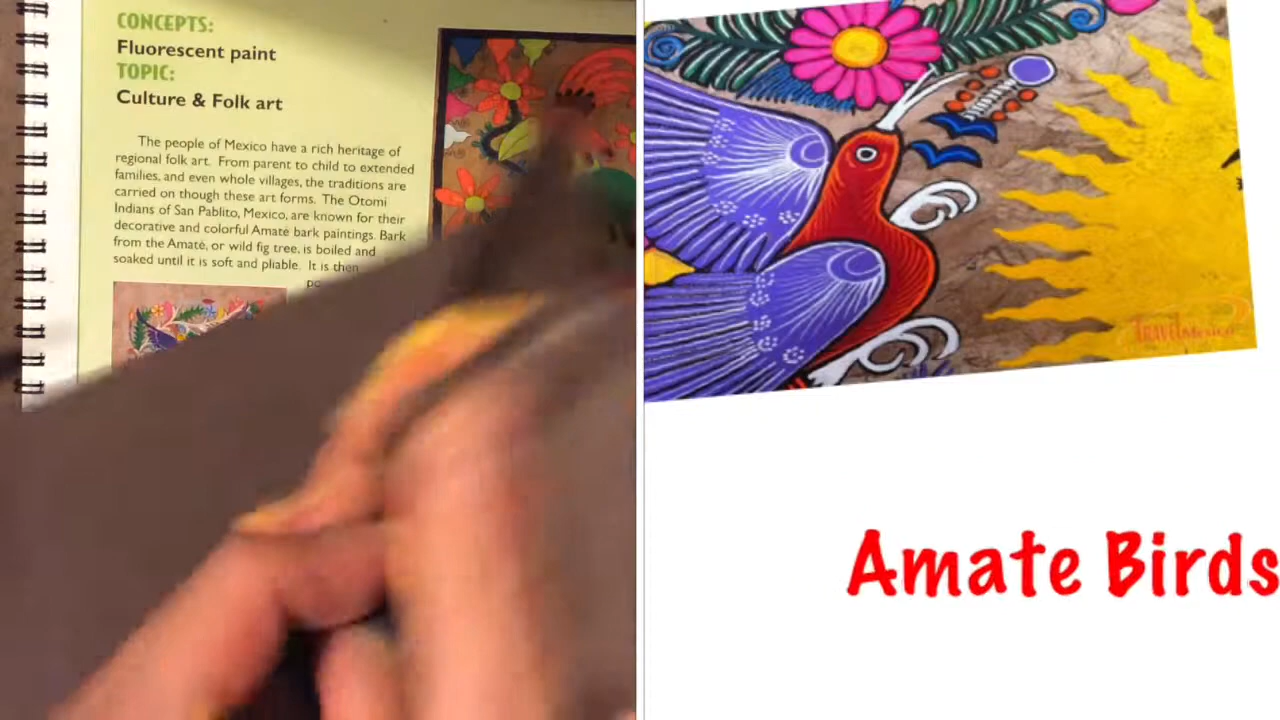 CONCEPTS:
Fluorescent paint
TOPIC:
Culture & Folk art
The people of Mexico have a rich heritage of
regional folk art. From parent to child to extended
families, and even whole villages, the traditions are
carried on though these art forms. The Otomi
Indians of San Pablito, Mexico, are known for their
decorative and colorful Amaté bark paintings. Bark
from the Amaté, or wild fig tree, is boiled and
soaked until it is soft and pliable. It is then
Amate Birds